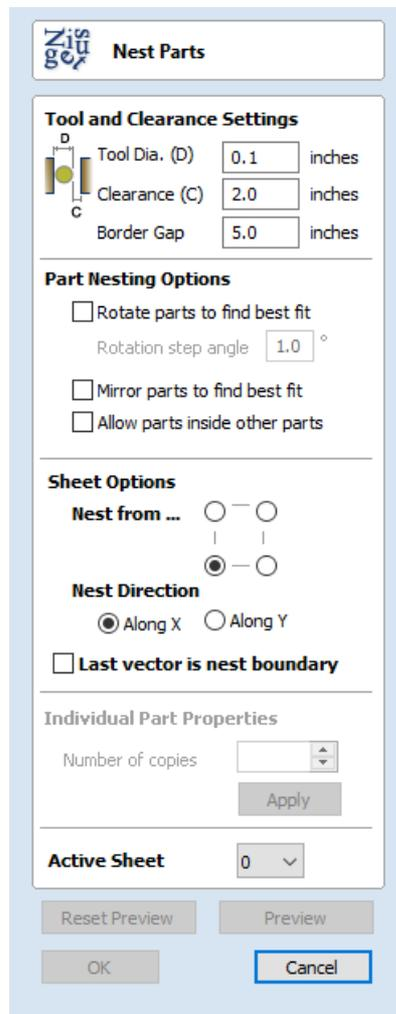 Nest Parts
Tool and Clearance Settings
D
Tool Dia. (D) 0.1 inches
Clearance (C) 2.0 inches
C
Border Gap 5.0 inches
Part Nesting Options
Rotate parts to find best fit
Rotation step angle 1.0 °
Mirror parts to find best fit
Allow parts inside other parts
Sheet Options
Nest from ...
Nest Direction
Along X Along Y
Last vector is nest boundary
Individual Part Properties
Number of copies
Apply
Active Sheet 0
Reset Preview Preview
OK Cancel